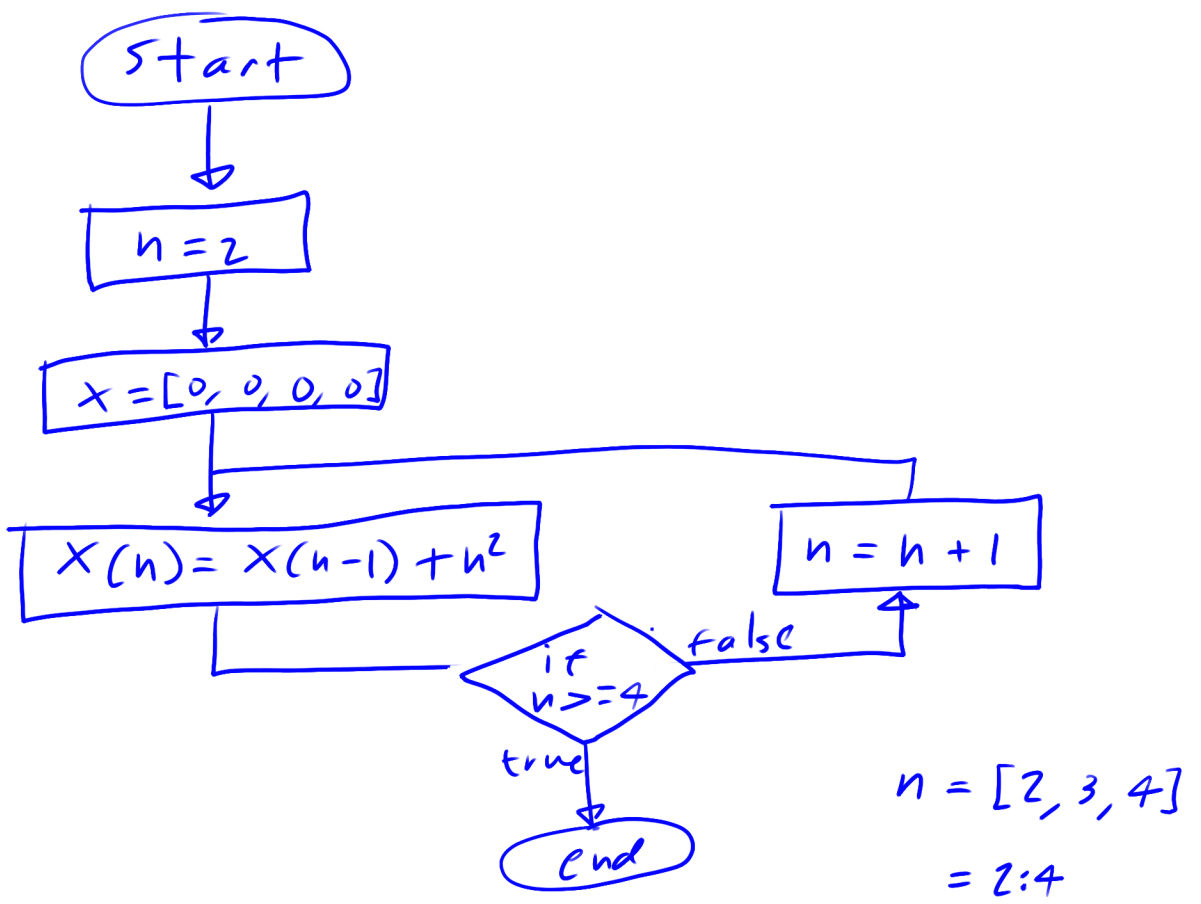 start
n = 2
x = [0, 0, 0, 0]
x(n) = x(n-1) + n²
n = n + 1
if
n >= 4
false
true
end
n = [2, 3, 4]
= 2:4